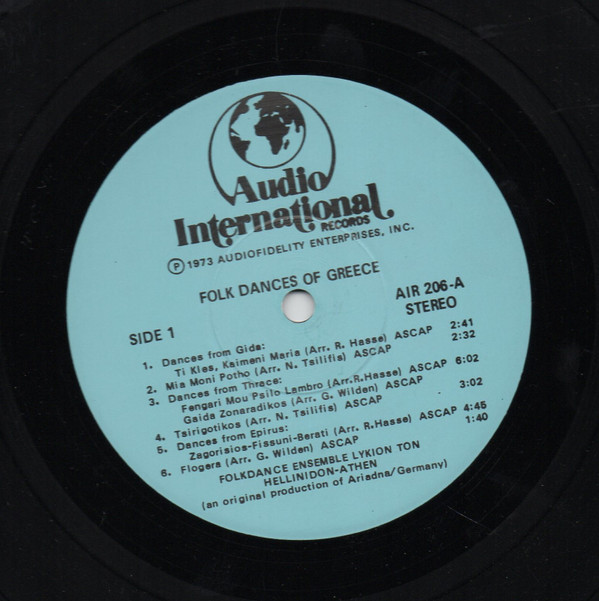 Audio
International
RECORDS
Ⓟ 1973 AUDIOFIDELITY ENTERPRISES, INC.
FOLK DANCES OF GREECE
SIDE 1
AIR 206-A
STEREO
1. Dances from Gida:
Ti Kles, Kaimeni Maria (Arr. R. Hasse) ASCAP 2:41
2. Mia Moni Potho (Arr. N. Tsilifis) ASCAP 2:32
3. Dances from Thrace:
Fengari Mou Psilo Lambro (Arr.R.Hasse) ASCAP 6:02
Gaida Zonaradikos (Arr. G. Wilden) ASCAP
4. Tsirigotikos (Arr. N. Tsilifis) ASCAP 3:02
5. Dances from Epirus:
Zagorisios-Fissuni-Berati (Arr. R.Hasse) ASCAP 4:45
6. Flogera (Arr. G. Wilden) ASCAP 1:40
FOLKDANCE ENSEMBLE LYKION TON
HELLINIDON-ATHEN
(an original production of Ariadna/Germany)